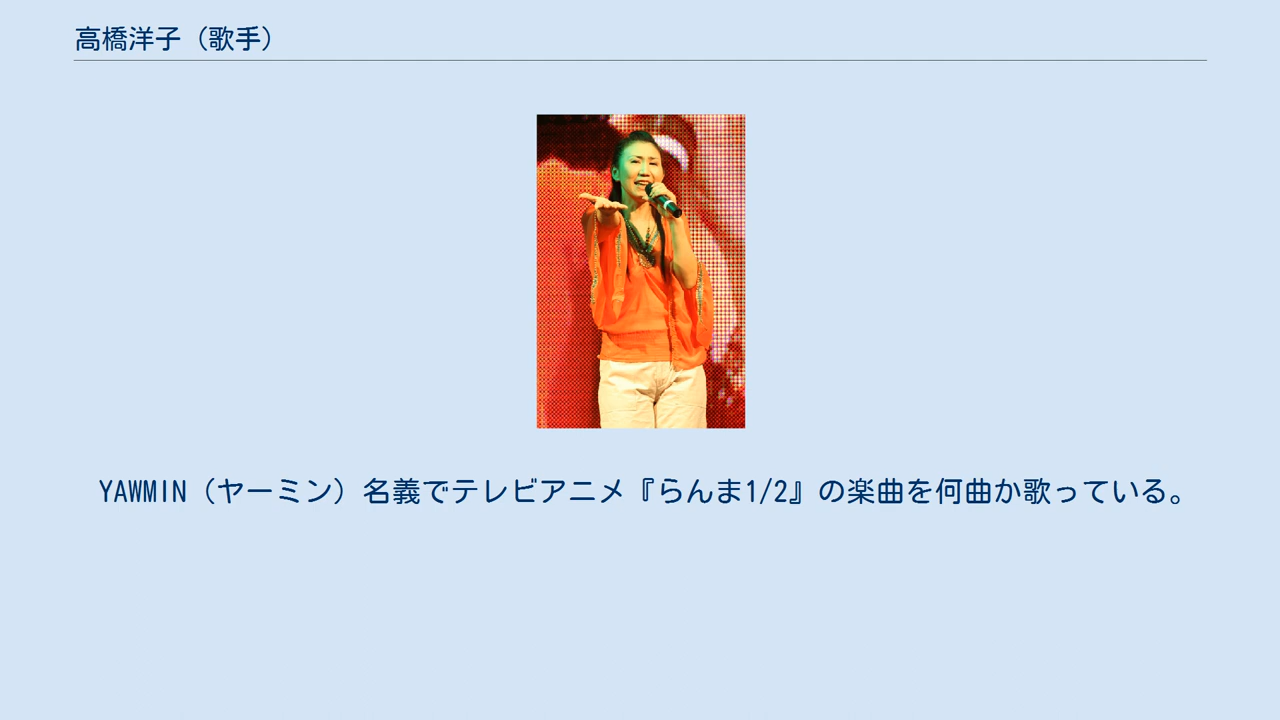 高橋洋子（歌手）
YAWMIN（ヤーミン）名義でテレビアニメ『らんま1/2』の楽曲を何曲か歌っている。